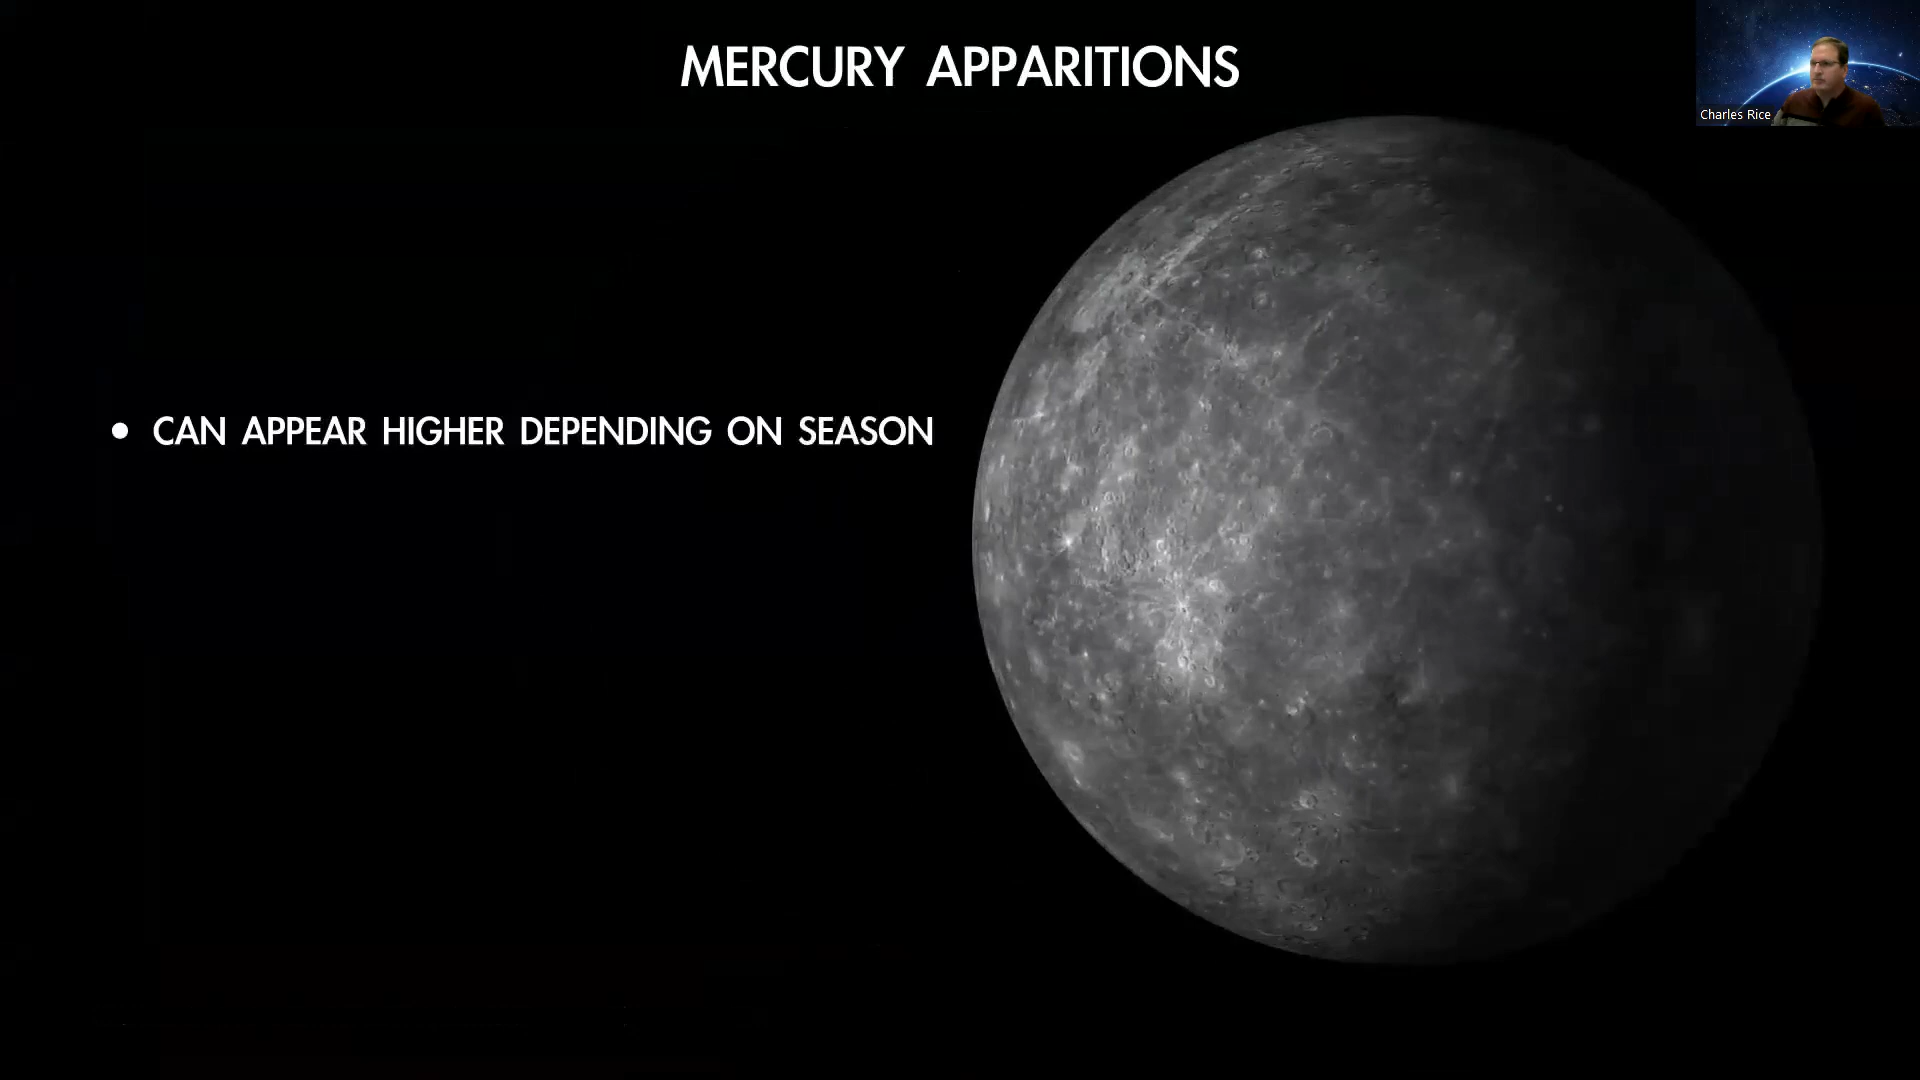 MERCURY APPARITIONS
Charles Rice
• CAN APPEAR HIGHER DEPENDING ON SEASON